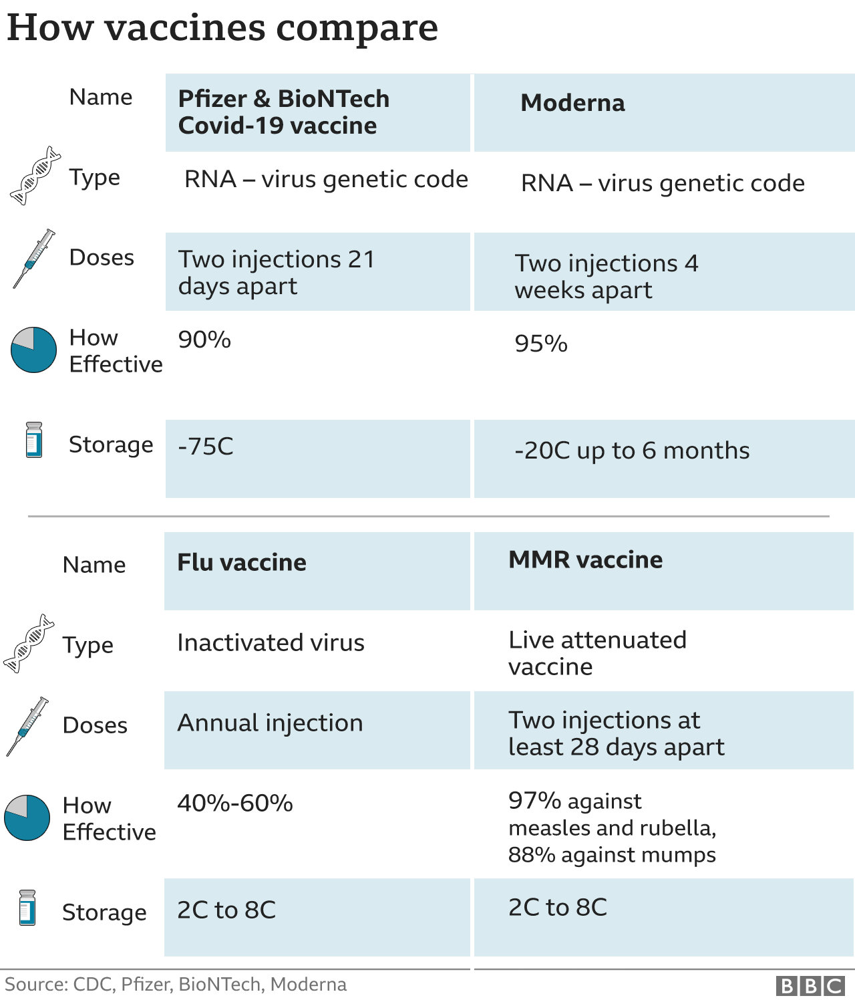 How vaccines compare
Name
Pfizer & BioNTech
Covid-19 vaccine
Moderna
Type
RNA – virus genetic code
RNA – virus genetic code
Doses
Two injections 21
days apart
Two injections 4
weeks apart
How
Effective
90%
95%
Storage
-75C
-20C up to 6 months
Name
Flu vaccine
MMR vaccine
Type
Inactivated virus
Live attenuated
vaccine
Doses
Annual injection
Two injections at
least 28 days apart
How
Effective
40%-60%
97% against
measles and rubella,
88% against mumps
Storage
2C to 8C
2C to 8C
Source: CDC, Pfizer, BioNTech, Moderna
BBC